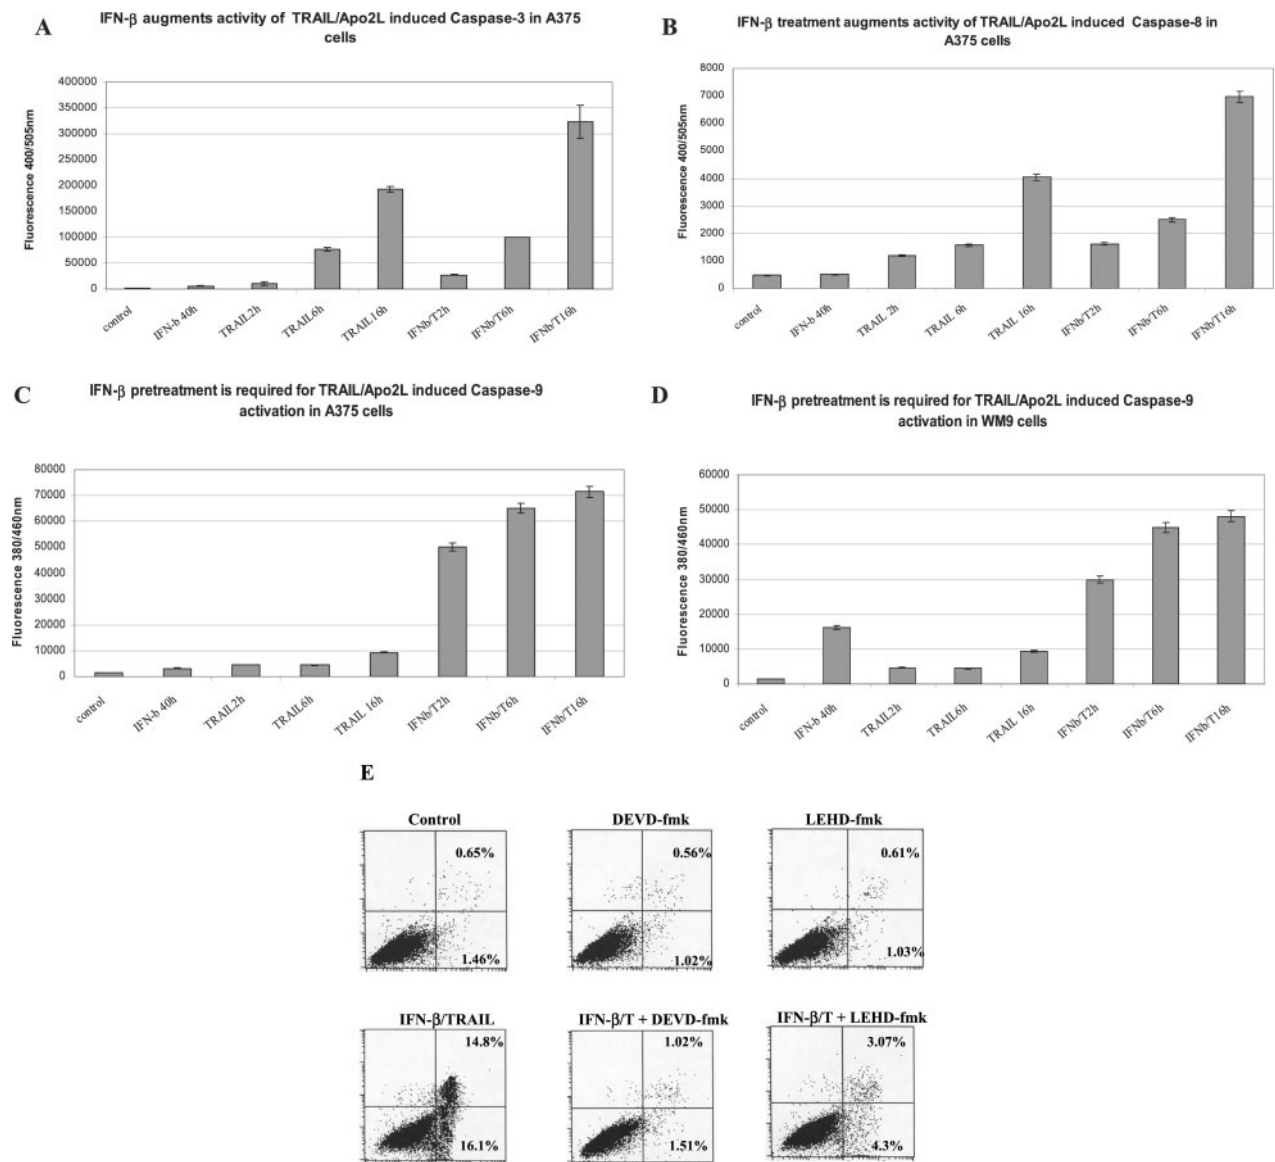 A
IFN-β augments activity of TRAIL/Apo2L induced Caspase-3 in A375
cells
Fluorescence 400/505nm
400000
350000
300000
250000
200000
150000
100000
50000
0
control
IFN-b 40h
TRAIL2h
TRAIL6h
TRAIL16h
IFNb/T2h
IFNb/T6h
IFNb/T16h
B
IFN-β treatment augments activity of TRAIL/Apo2L induced Caspase-8 in
A375 cells
Fluorescence 400/505nm
8000
7000
6000
5000
4000
3000
2000
1000
0
control
IFN-b 40h
TRAIL 2h
TRAIL 6h
TRAIL 16h
IFNb/T2h
IFNb/T6h
IFNb/T16h
C
IFN-β pretreatment is required for TRAIL/Apo2L induced Caspase-9
activation in A375 cells
Fluorescence 380/460nm
80000
70000
60000
50000
40000
30000
20000
10000
0
control
IFN-b 40h
TRAIL2h
TRAIL6h
TRAIL 16h
IFNb/T2h
IFNb/T6h
IFNb/T16h
D
IFN-β pretreatment is required for TRAIL/Apo2L induced Caspase-9
activation in WM9 cells
Fluorescence 380/460nm
60000
50000
40000
30000
20000
10000
0
control
IFN-b 40h
TRAIL2h
TRAIL6h
TRAIL 16h
IFNb/T2h
IFNb/T6h
IFNb/T16h
E
Control
0.65%
1.46%
DEVD-fmk
0.56%
1.02%
LEHD-fmk
0.61%
1.03%
IFN-β/TRAIL
14.8%
16.1%
IFN-β/T + DEVD-fmk
1.02%
1.51%
IFN-β/T + LEHD-fmk
3.07%
4.3%